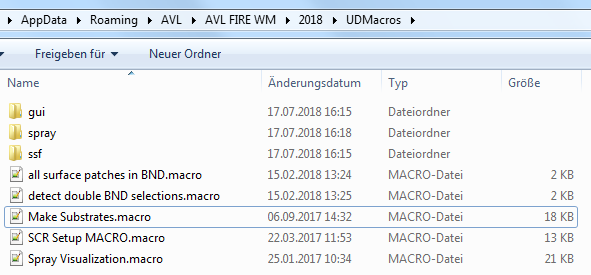 AppData Roaming AVL AVL FIRE WM 2018 UDMacros
Freigeben für Neuer Ordner
Name Änderungsdatum Typ Größe
gui 17.07.2018 16:15 Dateiordner
spray 17.07.2018 16:18 Dateiordner
ssf 17.07.2018 16:15 Dateiordner
all surface patches in BND.macro 15.02.2018 13:24 MACRO-Datei 2 KB
detect double BND selections.macro 15.02.2018 13:25 MACRO-Datei 2 KB
Make Substrates.macro 06.09.2017 14:32 MACRO-Datei 18 KB
SCR Setup MACRO.macro 22.03.2017 11:53 MACRO-Datei 13 KB
Spray Visualization.macro 25.01.2017 10:34 MACRO-Datei 21 KB